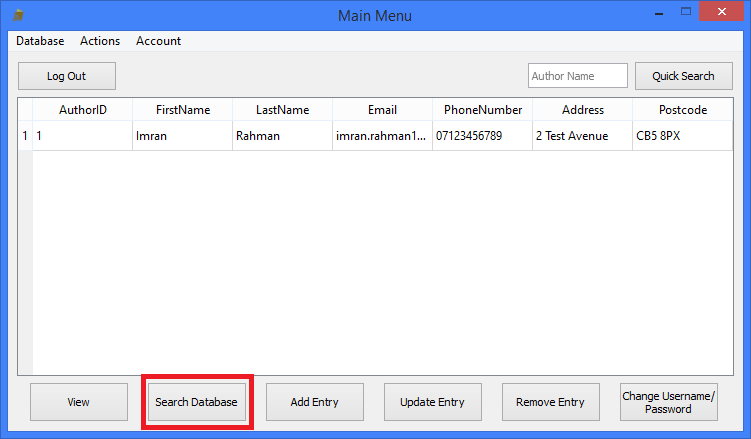 Main Menu
Database Actions Account
Log Out Author Name Quick Search
AuthorID FirstName LastName Email PhoneNumber Address Postcode
1 1 Imran Rahman imran.rahman1... 07123456789 2 Test Avenue CB5 8PX
View Search Database Add Entry Update Entry Remove Entry Change Username/
Password